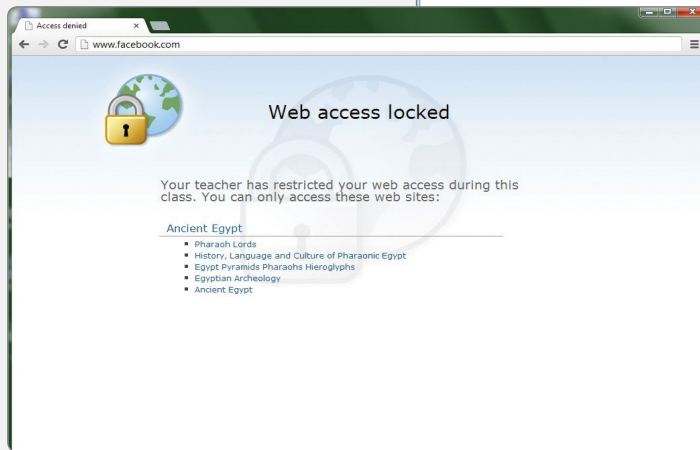 Access denied
www.facebook.com
Web access locked
Your teacher has restricted your web access during this
class. You can only access these web sites:
Ancient Egypt
Pharaoh Lords
History, Language and Culture of Pharaonic Egypt
Egypt Pyramids Pharaohs Hieroglyphs
Egyptian Archeology
Ancient Egypt